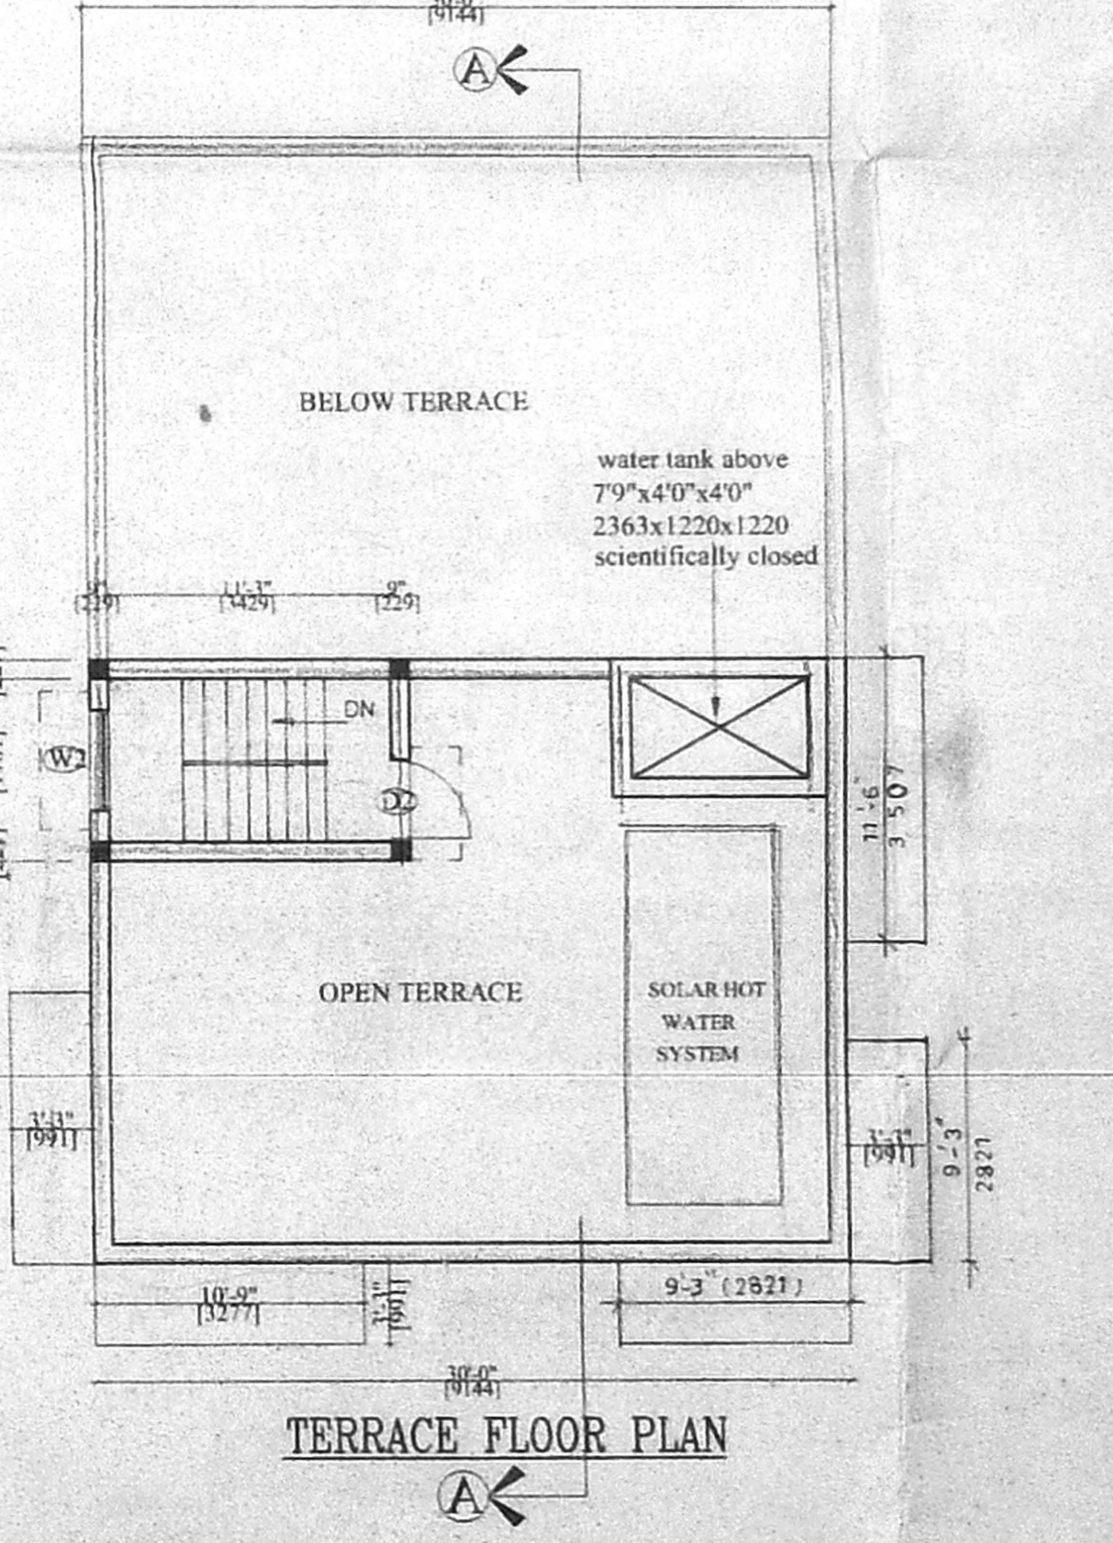 [9144]
A
BELOW TERRACE
water tank above
7'9"x4'0"x4'0"
2363x1220x1220
scientifically closed
9"
[229]
11'-3"
[3429]
9"
[229]
DN
W2
D2
11'-6"
3507
OPEN TERRACE
SOLAR HOT
WATER
SYSTEM
3'-3"
[991]
3'-3"
[991]
9'-3"
2821
10'-9"
[3277]
3'-3"
[991]
9'-3" (2821)
30'-0"
[9144]
TERRACE FLOOR PLAN
A